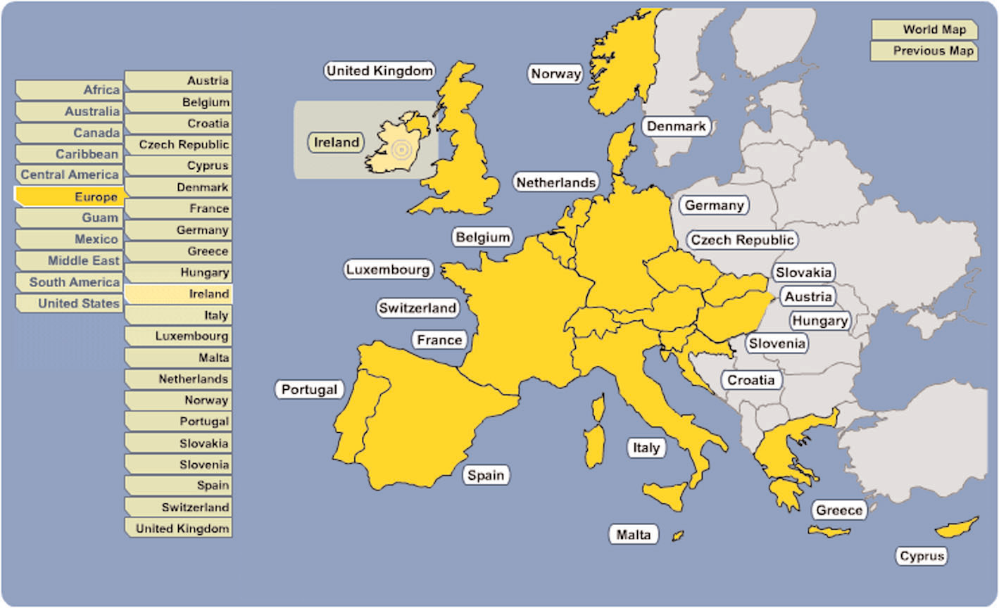 Africa
Australia
Canada
Caribbean
Central America
Europe
Guam
Mexico
Middle East
South America
United States
Austria
Belgium
Croatia
Czech Republic
Cyprus
Denmark
France
Germany
Greece
Hungary
Ireland
Italy
Luxembourg
Malta
Netherlands
Norway
Portugal
Slovakia
Slovenia
Spain
Switzerland
United Kingdom
World Map
Previous Map
United Kingdom
Norway
Denmark
Ireland
Netherlands
Germany
Belgium
Czech Republic
Luxembourg
Slovakia
Austria
Switzerland
Hungary
France
Slovenia
Croatia
Portugal
Italy
Spain
Greece
Malta
Cyprus